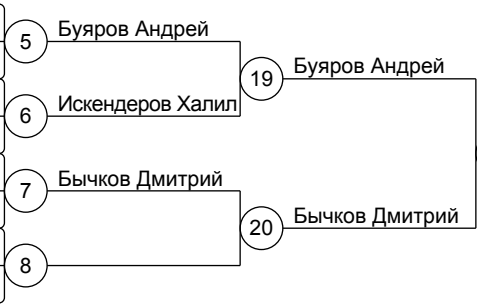 5 Буяров Андрей
19 Буяров Андрей
6 Искендеров Халил
7 Бычков Дмитрий
20 Бычков Дмитрий
8